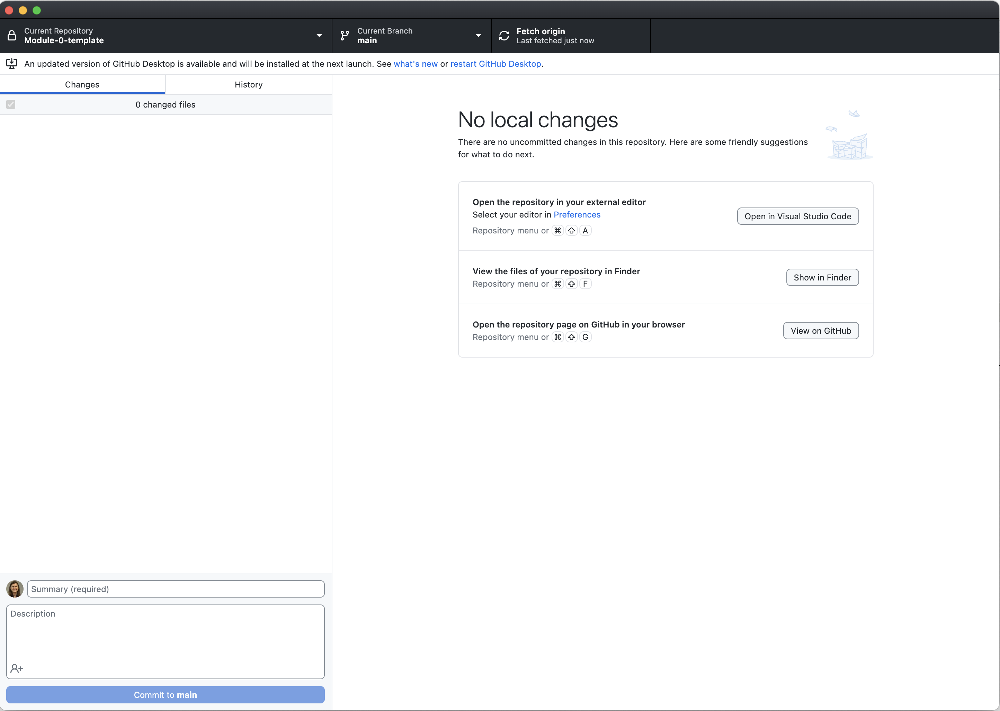 Current Repository
Module-0-template
Current Branch
main
Fetch origin
Last fetched just now
An updated version of GitHub Desktop is available and will be installed at the next launch. See what's new or restart GitHub Desktop.
Changes
History
0 changed files
No local changes
There are no uncommitted changes in this repository. Here are some friendly suggestions
for what to do next.
Open the repository in your external editor
Select your editor in Preferences
Repository menu or ⌘ ⇧ A
Open in Visual Studio Code
View the files of your repository in Finder
Repository menu or ⌘ ⇧ F
Show in Finder
Open the repository page on GitHub in your browser
Repository menu or ⌘ ⇧ G
View on GitHub
Summary (required)
Description
Commit to main